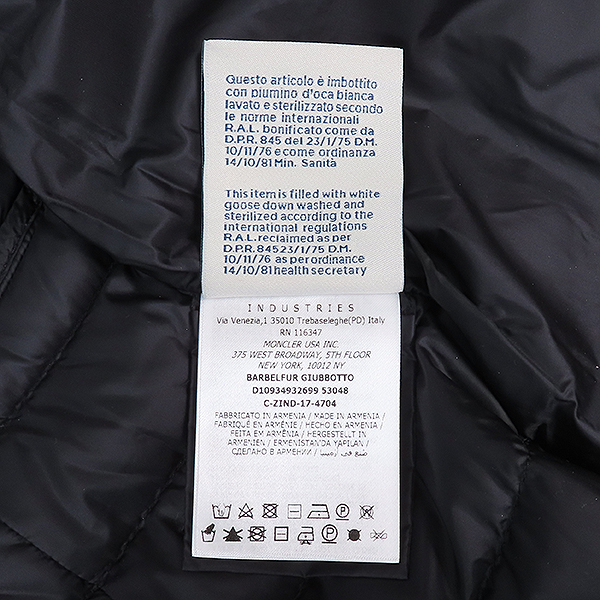 Questo articolo è imbottito
con piumino d'oca bianca
lavato e sterilizzato secondo
le norme internazionali
R.A.L. bonificato come da
D.P.R. 845 del 23/1/75 D.M.
10/11/76 e come ordinanza
14/10/81 Min. Sanità
This item is filled with white
goose down washed and
sterilized according to the
international regulations
R.A.L. reclaimed as per
D.P.R. 84523/1/75 D.M.
10/11/76 as per ordinance
14/10/81 health secretary
INDUSTRIES
Via Venezia,1 35010 Trebaseleghe(PD) Italy
RN 116347
MONCLER USA INC.
375 WEST BROADWAY, 5TH FLOOR
NEW YORK, 10012 NY
BARBELFUR GIUBBOTTO
D10934932699 53048
C-ZIND-17-4704
FABBRICATO IN ARMENIA / MADE IN ARMENIA /
FABRIQUÉ EN ARMÉNIE / HECHO EN ARMENIA /
FEITA EM ARMÊNIA / HERGESTELLT IN
ARMENIEN / ERMENISTANDA YAPILAN /
СДЕЛАНО В АРМЕНИИ / صنع في أرمينيا